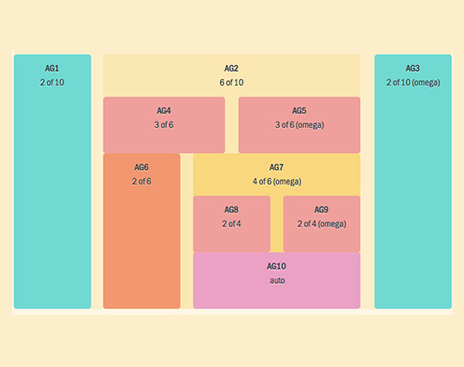 AG1
2 of 10
AG2
6 of 10
AG3
2 of 10 (omega)
AG4
3 of 6
AG5
3 of 6 (omega)
AG6
2 of 6
AG7
4 of 6 (omega)
AG8
2 of 4
AG9
2 of 4 (omega)
AG10
auto